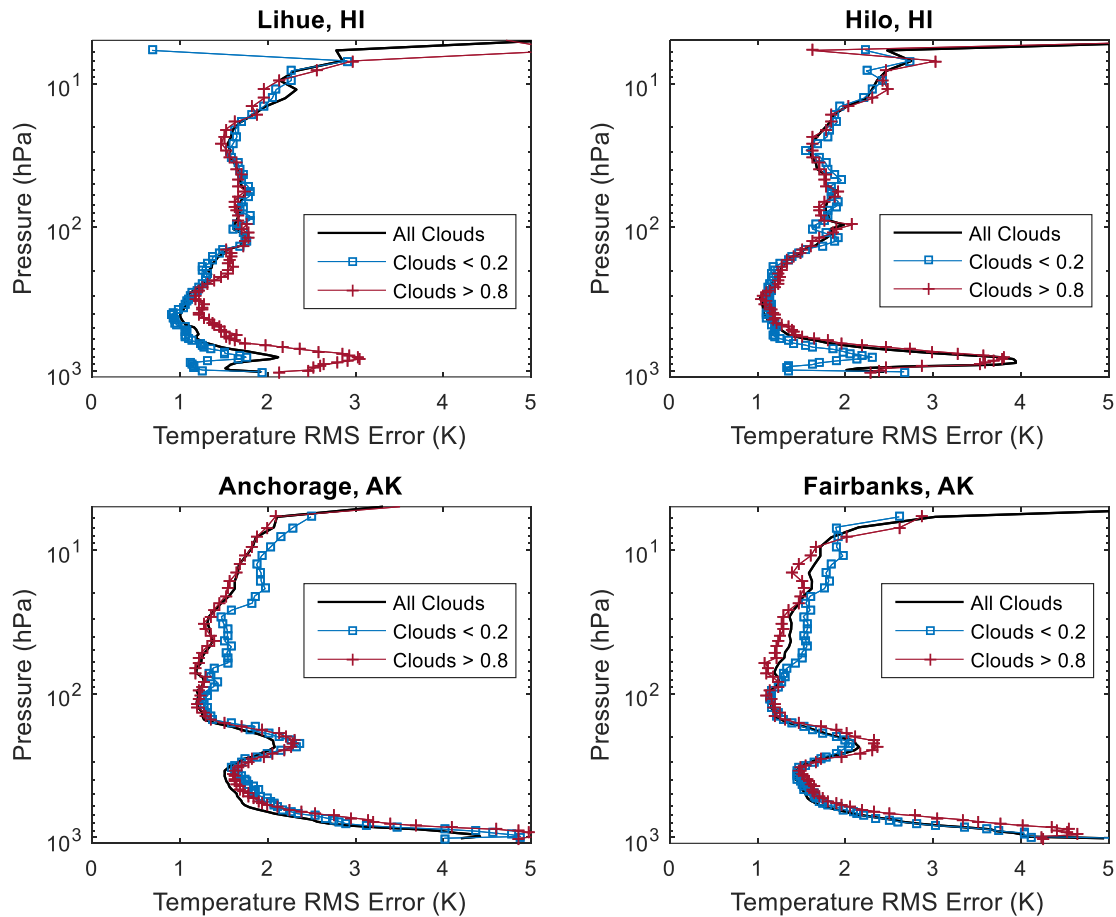 Lihue, HI
Pressure (hPa)
10^1
10^2
10^3
All Clouds
Clouds < 0.2
Clouds > 0.8
0 1 2 3 4 5
Temperature RMS Error (K)
Hilo, HI
Pressure (hPa)
10^1
10^2
10^3
All Clouds
Clouds < 0.2
Clouds > 0.8
0 1 2 3 4 5
Temperature RMS Error (K)
Anchorage, AK
Pressure (hPa)
10^1
10^2
10^3
All Clouds
Clouds < 0.2
Clouds > 0.8
0 1 2 3 4 5
Temperature RMS Error (K)
Fairbanks, AK
Pressure (hPa)
10^1
10^2
10^3
All Clouds
Clouds < 0.2
Clouds > 0.8
0 1 2 3 4 5
Temperature RMS Error (K)